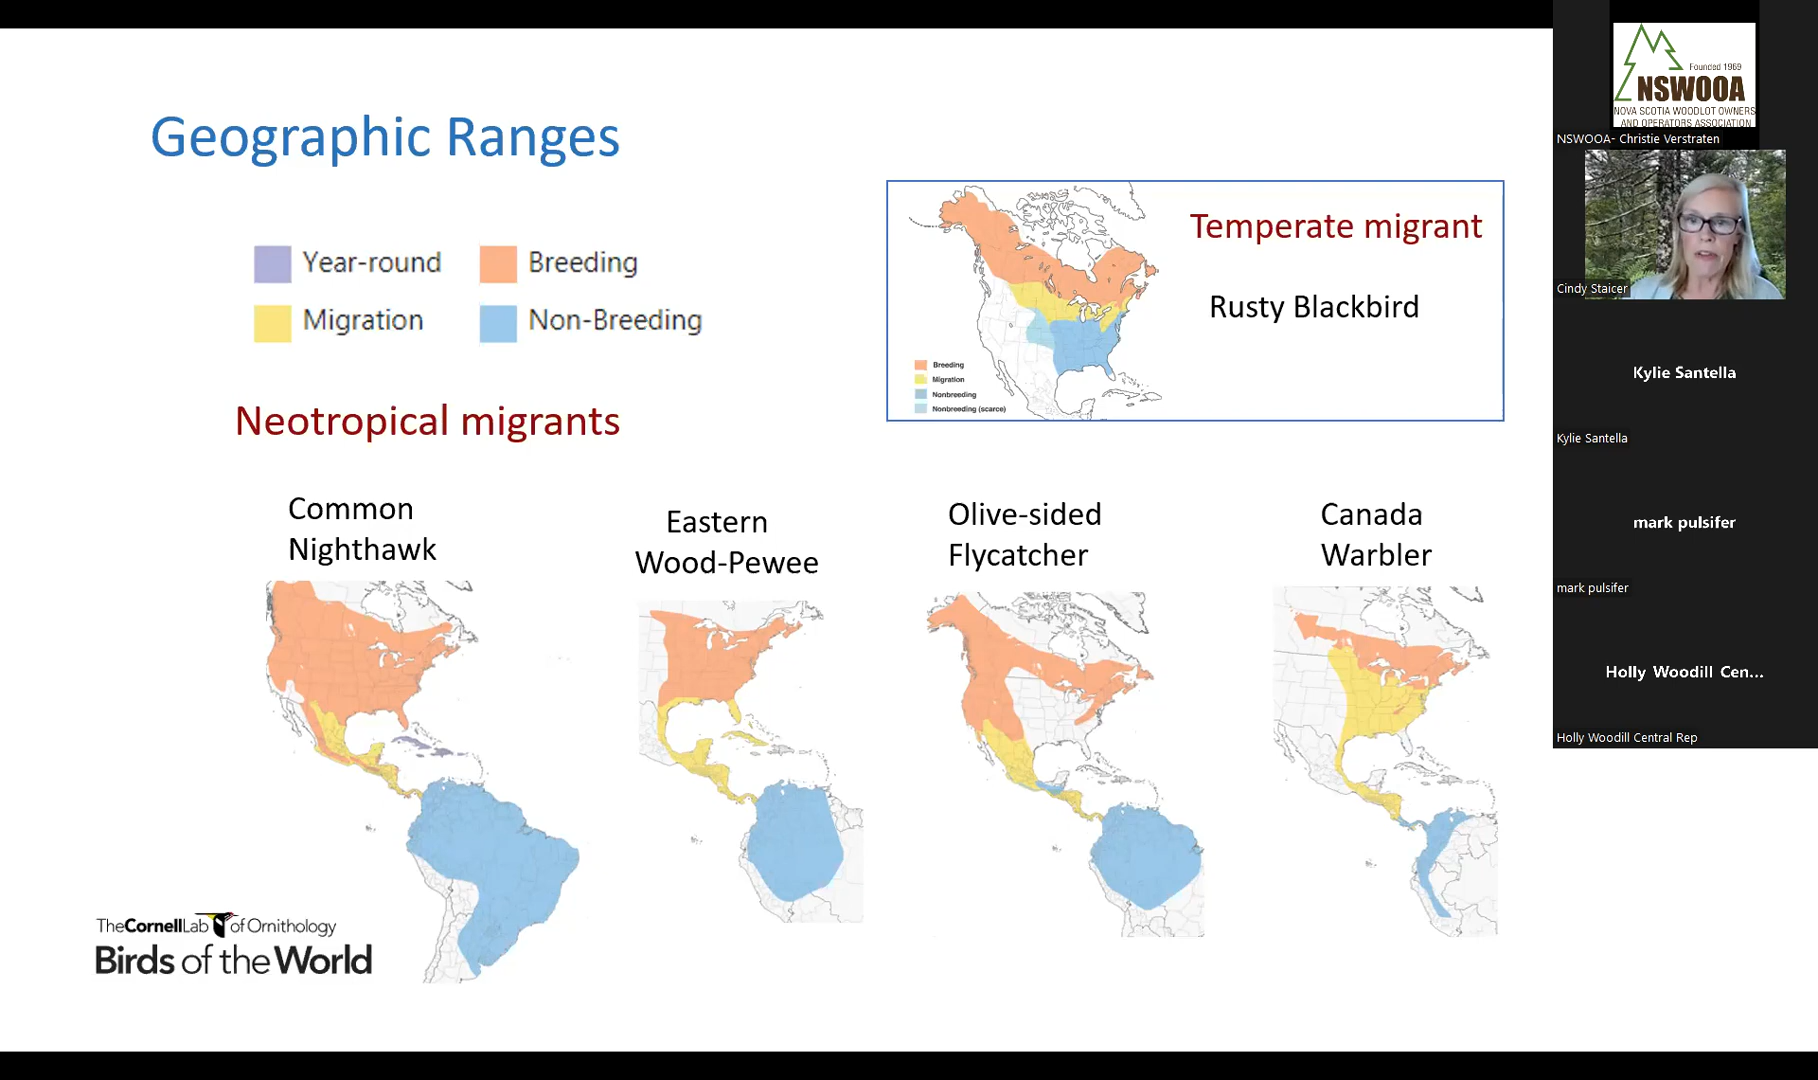 Geographic Ranges
Year-round
Breeding
Migration
Non-Breeding
Temperate migrant
Rusty Blackbird
Breeding
Migration
Nonbreeding
Nonbreeding (scarce)
Neotropical migrants
Common
Nighthawk
Eastern
Wood-Pewee
Olive-sided
Flycatcher
Canada
Warbler
TheCornellLab of Ornithology
Birds of the World
Founded 1969
NSWOOA
NOVA SCOTIA WOODLOT OWNERS
AND OPERATORS ASSOCIATION
NSWOOA- Christie Verstraten
Cindy Staicer
Kylie Santella
Kylie Santella
mark pulsifer
mark pulsifer
Holly Woodill Cen...
Holly Woodill Central Rep